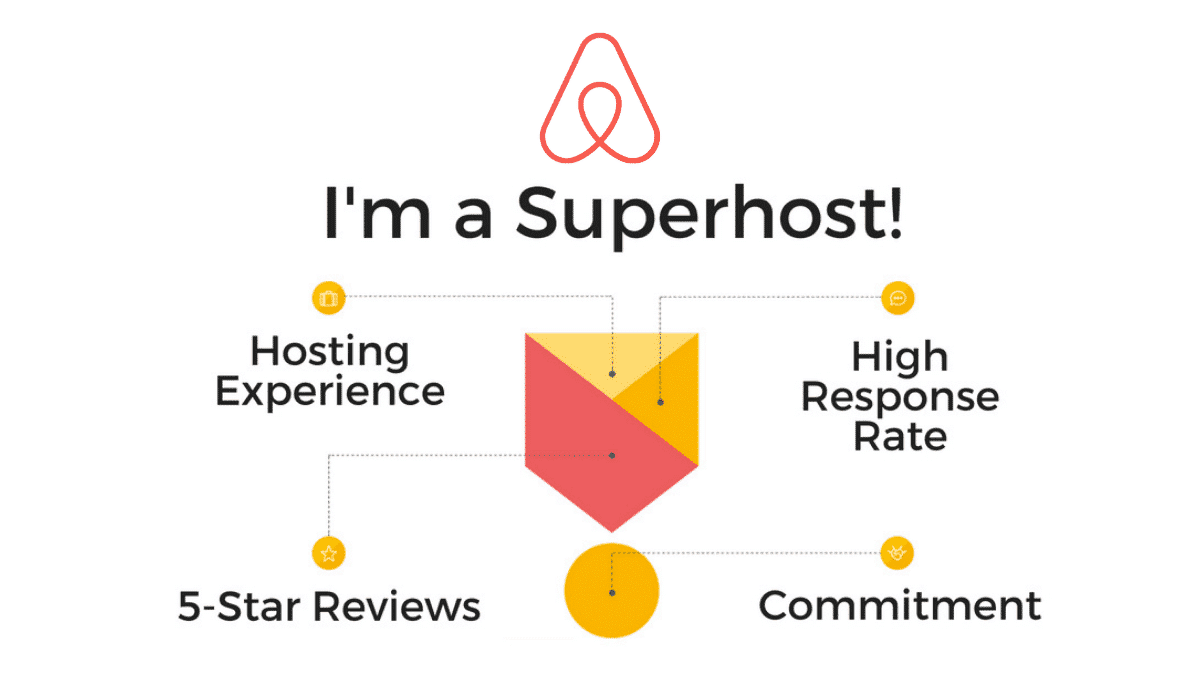 I'm a Superhost!
Hosting
Experience
High
Response
Rate
5-Star Reviews
Commitment